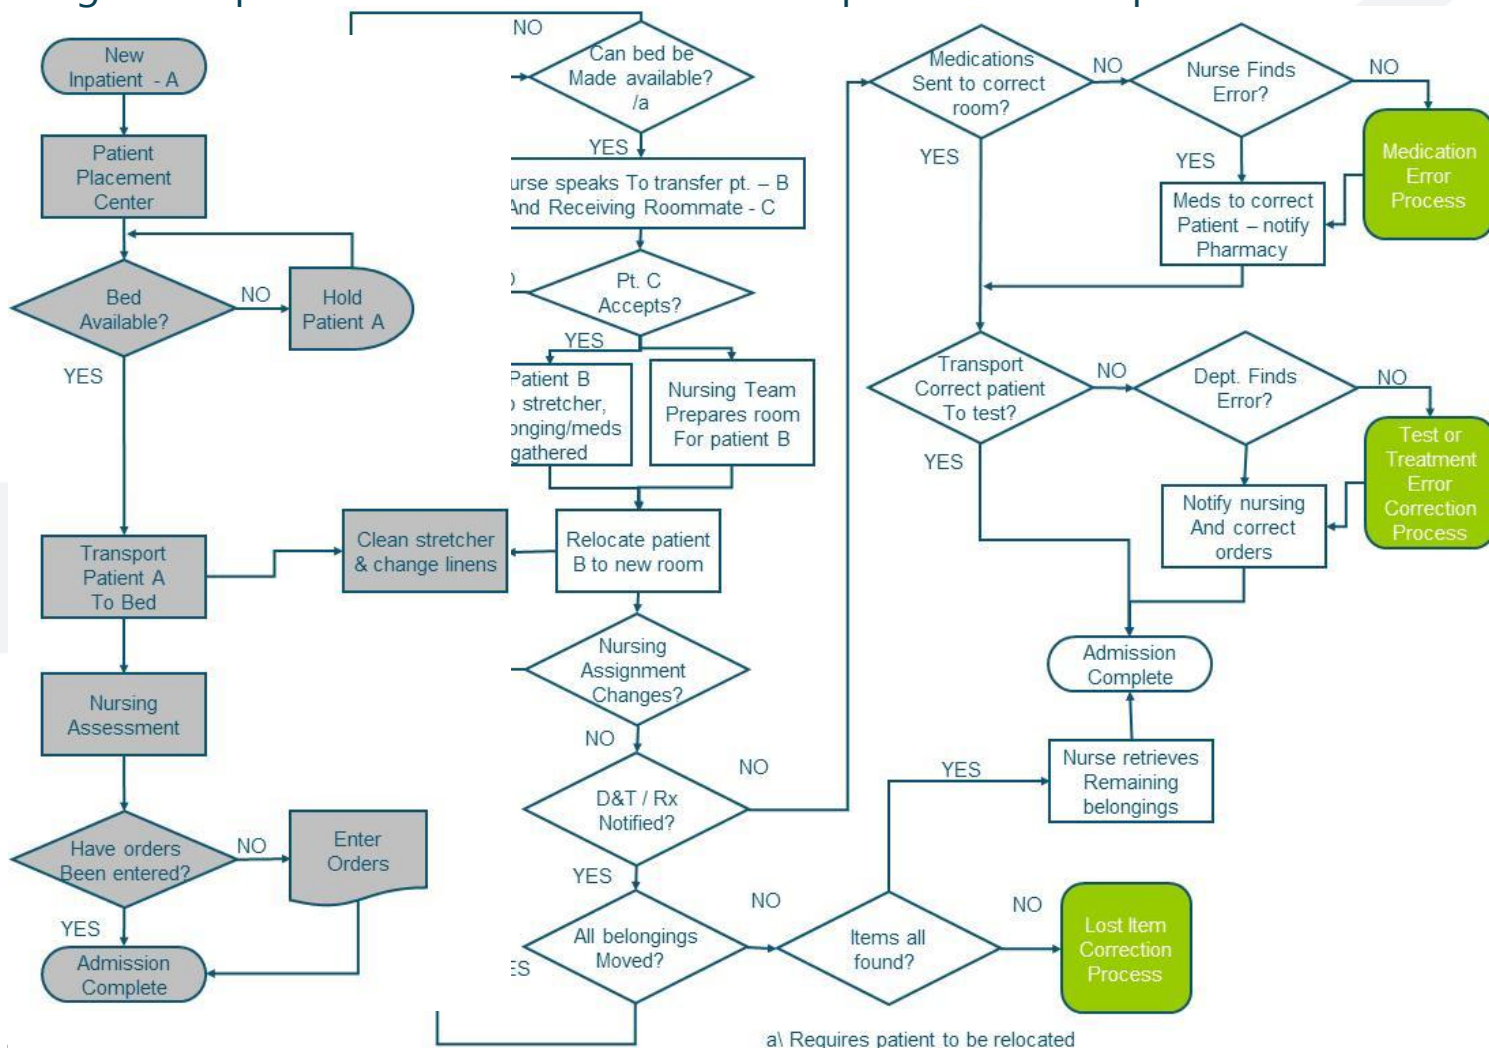 New
Inpatient - A
Patient
Placement
Center
Bed
Available?
NO
Hold
Patient A
YES
Transport
Patient A
To Bed
Clean stretcher
& change linens
Nursing
Assessment
Have orders
Been entered?
NO
Enter
Orders
YES
Admission
Complete
NO
Can bed be
Made available?
/a
YES
urse speaks To transfer pt. – B
And Receiving Roommate - C
Pt. C
Accepts?
YES
Patient B
stretcher,
onging/meds
gathered
Nursing Team
Prepares room
For patient B
Relocate patient
B to new room
Nursing
Assignment
Changes?
NO
D&T / Rx
Notified?
NO
YES
All belongings
Moved?
ES
NO
Items all
found?
YES
NO
Nurse retrieves
Remaining
belongings
Lost Item
Correction
Process
Medications
Sent to correct
room?
NO
Nurse Finds
Error?
NO
YES
YES
Medication
Error
Process
Meds to correct
Patient – notify
Pharmacy
Transport
Correct patient
To test?
NO
Dept. Finds
Error?
NO
YES
Test or
Treatment
Error
Correction
Process
Notify nursing
And correct
orders
Admission
Complete
a\ Requires patient to be relocated